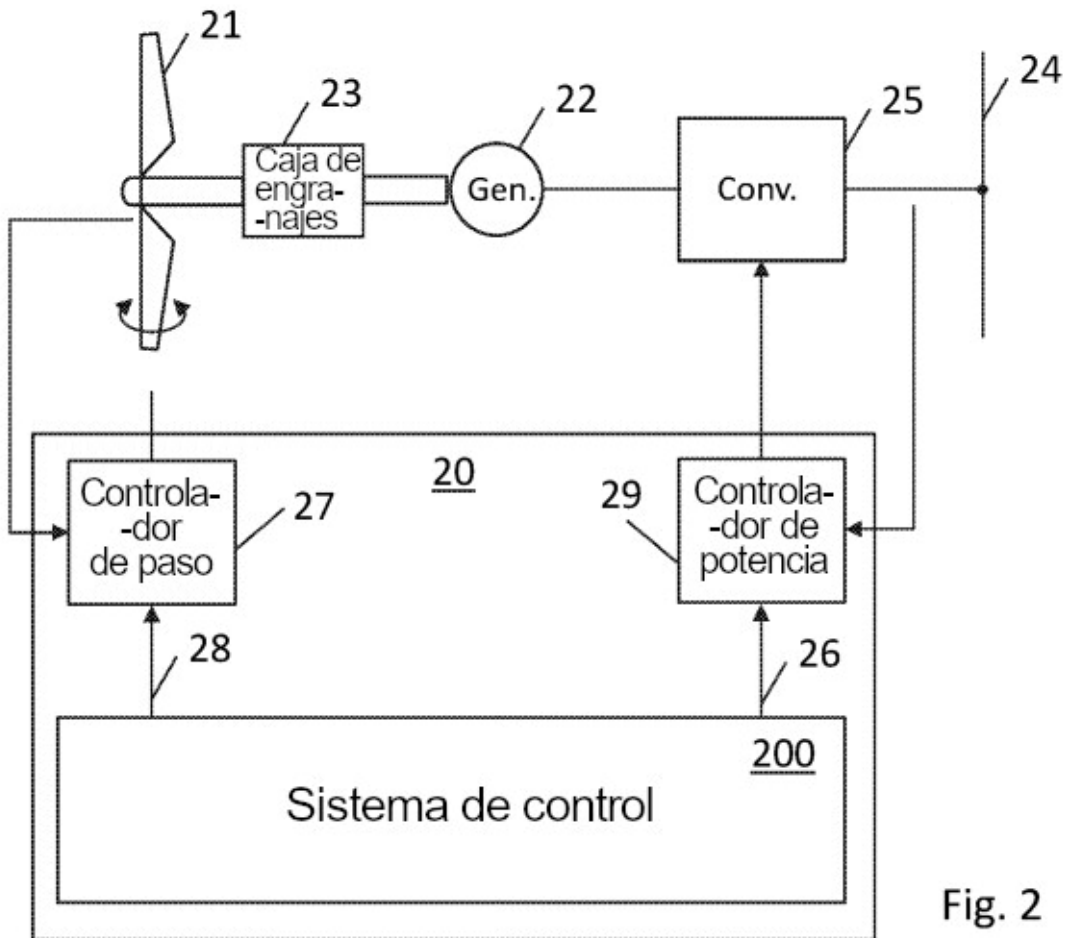 21
23
22
25
24
Caja de
engra-
-najes
Gen.
Conv.
20
Controla-
-dor
de paso
27
29
Controla-
-dor de
potencia
28
26
200
Sistema de control
Fig. 2